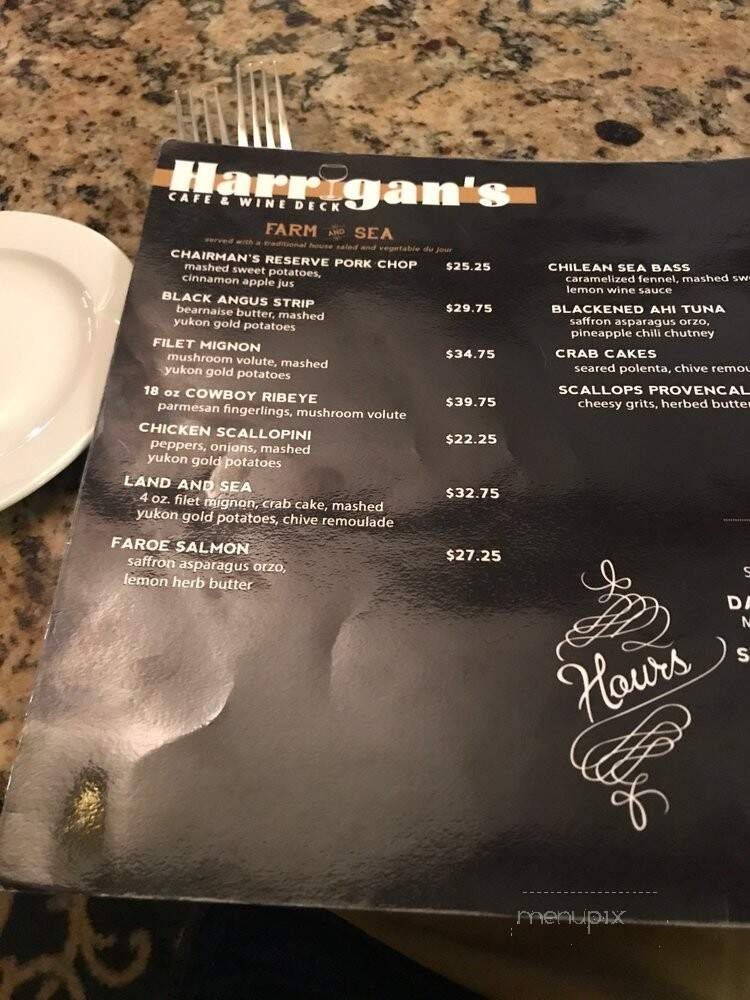 Harrigan's
CAFE & WINE DECK
FARM AND SEA
served with a traditional house salad and vegetable du jour
CHAIRMAN'S RESERVE PORK CHOP $25.25
mashed sweet potatoes,
cinnamon apple jus
BLACK ANGUS STRIP $29.75
bearnaise butter, mashed
yukon gold potatoes
FILET MIGNON $34.75
mushroom volute, mashed
yukon gold potatoes
18 oz COWBOY RIBEYE $39.75
parmesan fingerlings, mushroom volute
CHICKEN SCALLOPINI $22.25
peppers, onions, mashed
yukon gold potatoes
LAND AND SEA $32.75
4 oz. filet mignon, crab cake, mashed
yukon gold potatoes, chive remoulade
FAROE SALMON $27.25
saffron asparagus orzo,
lemon herb butter
CHILEAN SEA BASS
caramelized fennel, mashed
lemon wine sauce
BLACKENED AHI TUNA
saffron asparagus orzo,
pineapple chili chutney
CRAB CAKES
seared polenta, chive
SCALLOPS PROVENCAL
cheesy grits, herbed butter
Hours
menupix